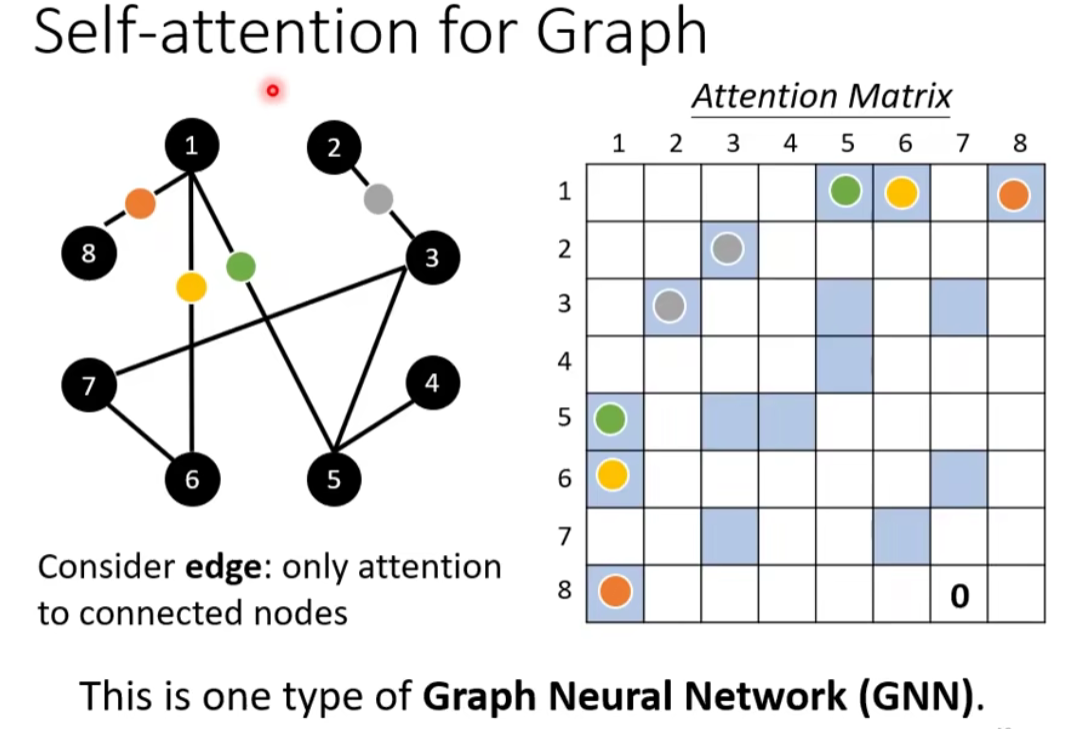 Self-attention for Graph
Attention Matrix
1 2 3 4 5 6 7 8
1
2
3
4
5
6
7
8
0
1
2
8
3
7
4
6
5
Consider edge: only attention
to connected nodes
This is one type of Graph Neural Network (GNN).